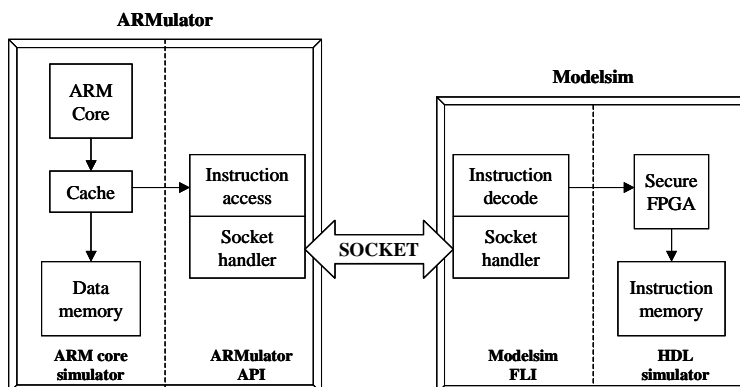 ARMulator
ARM
Core
Cache
Data
memory
ARM core
simulator
Instruction
access
Socket
handler
ARMulator
API
SOCKET
Modelsim
Instruction
decode
Socket
handler
Modelsim
FLI
Secure
FPGA
Instruction
memory
HDL
simulator